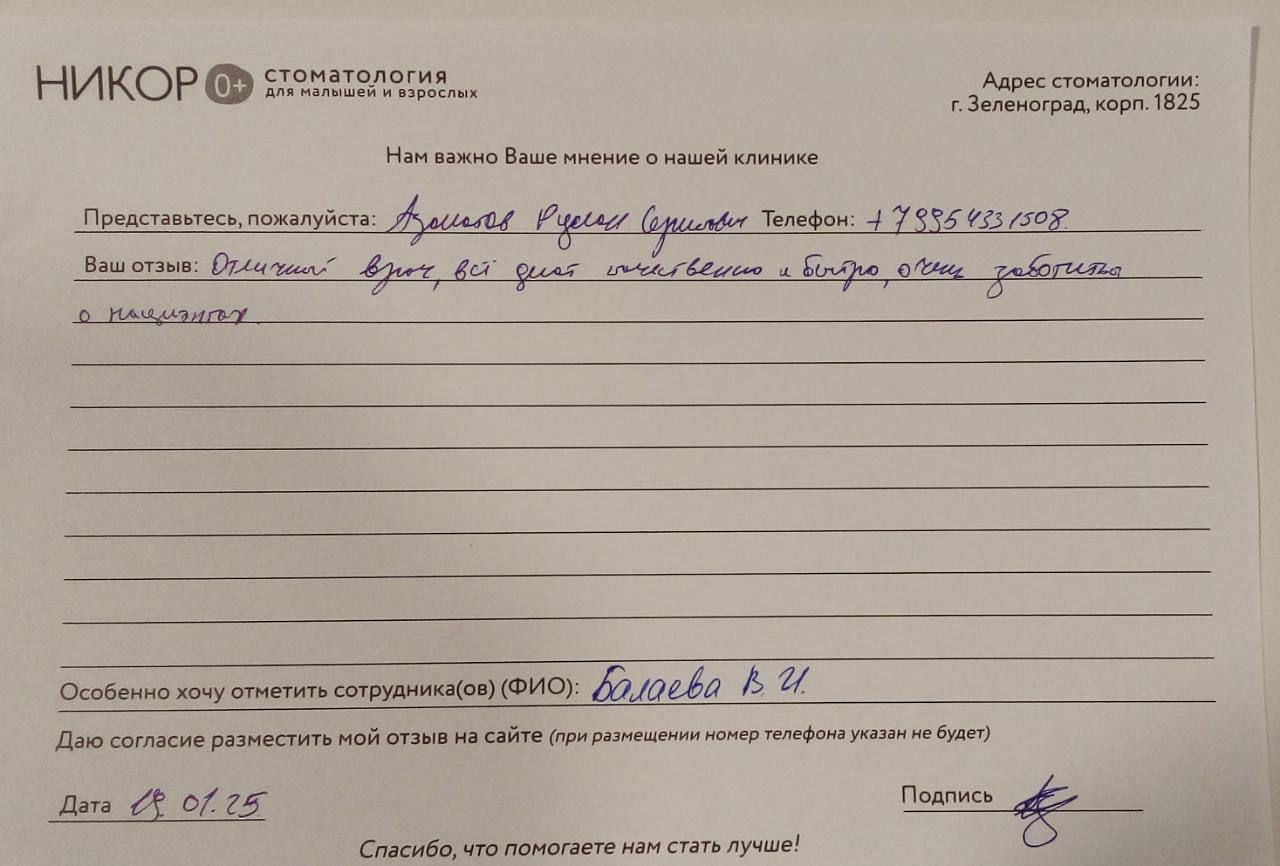 НИКОР 0+ СТОМАТОЛОГИЯ
ДЛЯ МАЛЫШЕЙ И ВЗРОСЛЫХ
Адрес стоматологии:
г. Зеленоград, корп. 1825
Нам важно Ваше мнение о нашей клинике
Представьтесь, пожалуйста: Азаматов Руслан Телефон: +79954331508.
Ваш отзыв: Отличный врач, всё делает качественно и быстро, очень заботится
о пациентах.
Особенно хочу отметить сотрудника(ов) (ФИО): Балаева В. И.
Даю согласие разместить мой отзыв на сайте (при размещении номер телефона указан не будет)
Дата 19.01.25
Подпись
Спасибо, что помогаете нам стать лучше!